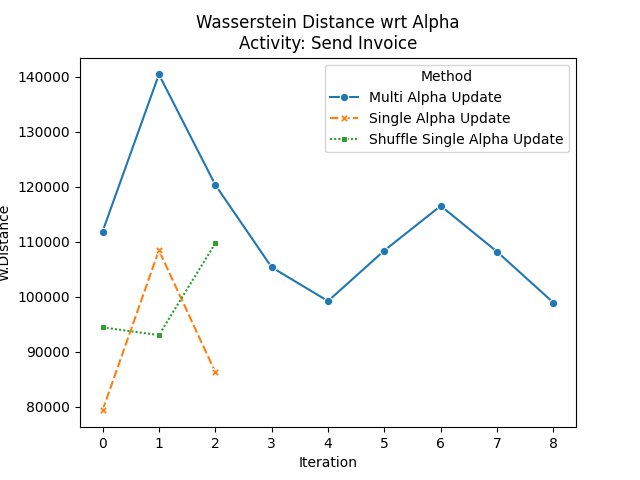 Wasserstein Distance wrt Alpha
Activity: Send Invoice
Method
Multi Alpha Update
Single Alpha Update
Shuffle Single Alpha Update
140000
130000
120000
110000
100000
90000
80000
W.Distance
0 1 2 3 4 5 6 7 8
Iteration